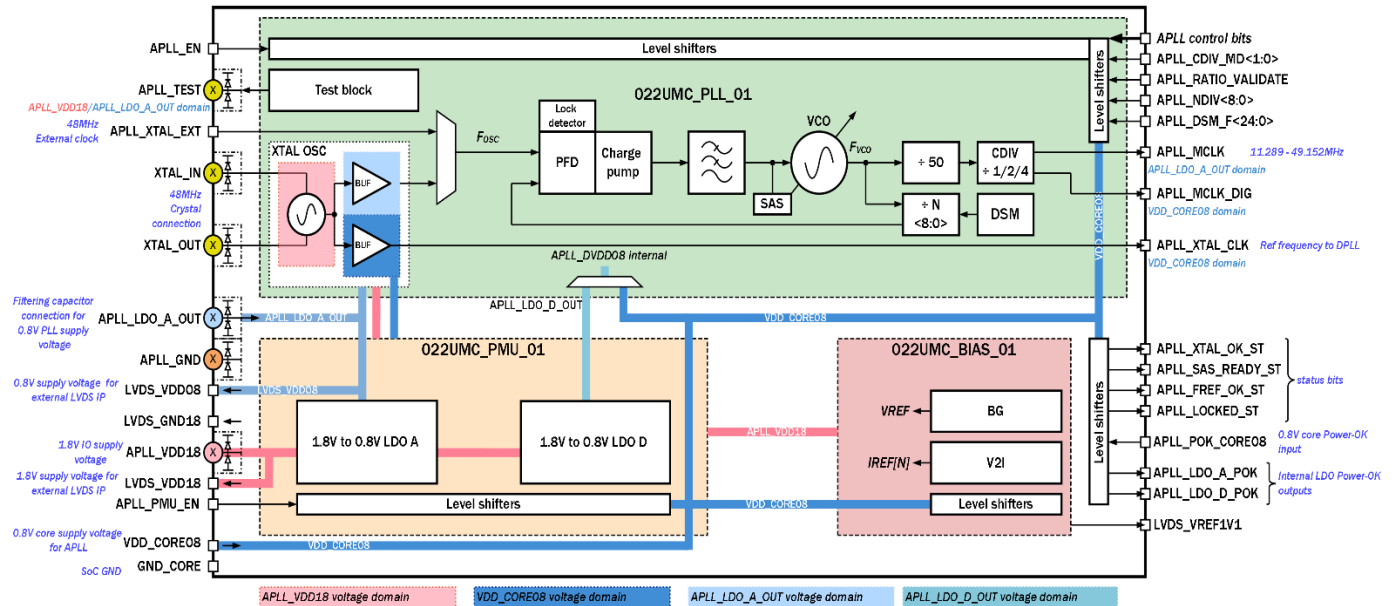 APLL_EN
APLL_TEST
APLL_VDD18/APLL_LDO_A_OUT domain
48MHz
External clock
APLL_XTAL_EXT
XTAL_IN
48MHz
Crystal
connection
XTAL_OUT
Filtering capacitor
connection for
0.8V PLL supply
voltage
APLL_LDO_A_OUT
APLL_GND
0.8V supply voltage for
external LVDS IP
LVDS_VDD08
LVDS_GND18
1.8V IO supply
voltage
APLL_VDD18
1.8V supply voltage for
external LVDS IP
LVDS_VDD18
APLL_PMU_EN
0.8V core supply voltage
for APLL
VDD_CORE08
SoC GND
GND_CORE
X
X
X
X
X
X
Level shifters
Test block
022UMC_PLL_01
XTAL OSC
BUF
BUF
FOSC
Lock
detector
PFD
Charge
pump
VCO
SAS
FVCO
÷ 50
CDIV
÷ 1/2/4
÷ N
<8:0>
DSM
Level shifters
VDD_CORE08
APLL_DVDD08 internal
APLL_LDO_D_OUT
APLL_LDO_A_OUT
VDD_CORE08
022UMC_PMU_01
LVDS_VDD08
1.8V to 0.8V LDO A
1.8V to 0.8V LDO D
Level shifters
APLL_VDD18
VDD_CORE08
VDD_CORE08
022UMC_BIAS_01
VREF
BG
IREF[N]
V2I
Level shifters
Level shifters
APLL control bits
APLL_CDIV_MD<1:0>
APLL_RATIO_VALIDATE
APLL_NDIV<8:0>
APLL_DSM_F<24:0>
APLL_MCLK
11.289 - 49.152MHz
APLL_LDO_A_OUT domain
APLL_MCLK_DIG
VDD_CORE08 domain
APLL_XTAL_CLK
Ref frequency to DPLL
VDD_CORE08 domain
APLL_XTAL_OK_ST
APLL_SAS_READY_ST
APLL_FREF_OK_ST
APLL_LOCKED_ST
status bits
APLL_POK_CORE08
0.8V core Power-OK
input
APLL_LDO_A_POK
APLL_LDO_D_POK
Internal LDO Power-OK
outputs
LVDS_VREF1V1
APLL_VDD18 voltage domain
VDD_CORE08 voltage domain
APLL_LDO_A_OUT voltage domain
APLL_LDO_D_OUT voltage domain